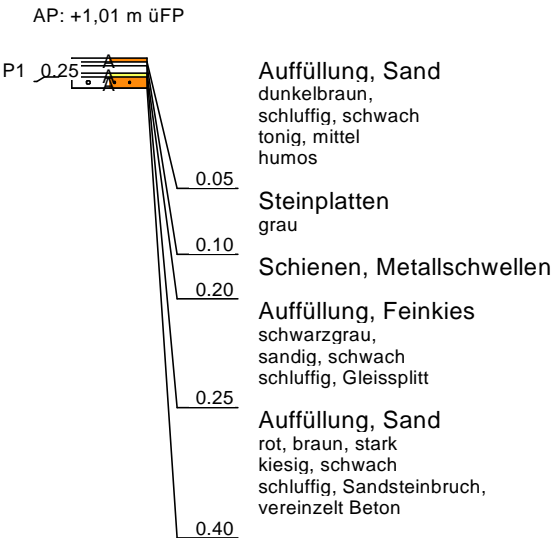 AP: +1,01 m üFP
P1 0.25
A
A
A
Auffüllung, Sand
dunkelbraun,
schluffig, schwach
tonig, mittel
humos
0.05
Steinplatten
grau
0.10
Schienen, Metallschwellen
0.20
Auffüllung, Feinkies
schwarzgrau,
sandig, schwach
schluffig, Gleissplitt
0.25
Auffüllung, Sand
rot, braun, stark
kiesig, schwach
schluffig, Sandsteinbruch,
vereinzelt Beton
0.40